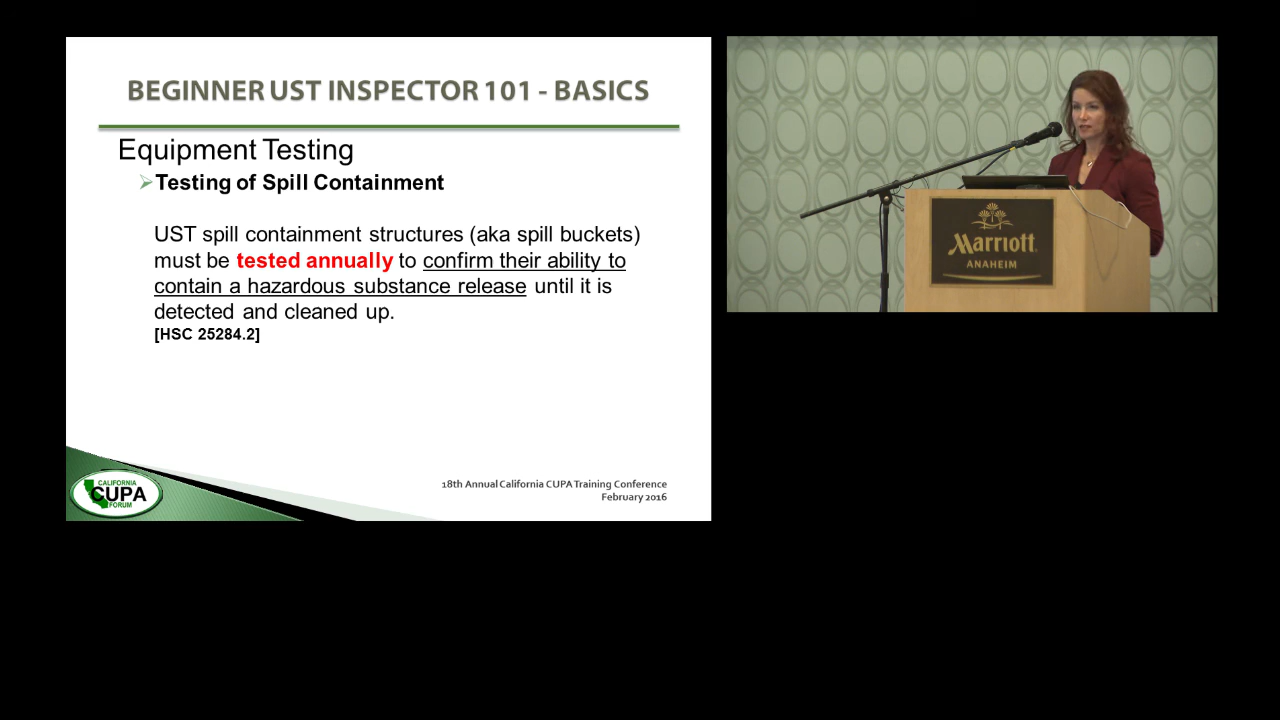 BEGINNER UST INSPECTOR 101 - BASICS
Equipment Testing
Testing of Spill Containment
UST spill containment structures (aka spill buckets)
must be tested annually to confirm their ability to
contain a hazardous substance release until it is
detected and cleaned up.
[HSC 25284.2]
CALIFORNIA
CUPA
FORUM
18th Annual California CUPA Training Conference
February 2016
Marriott
ANAHEIM